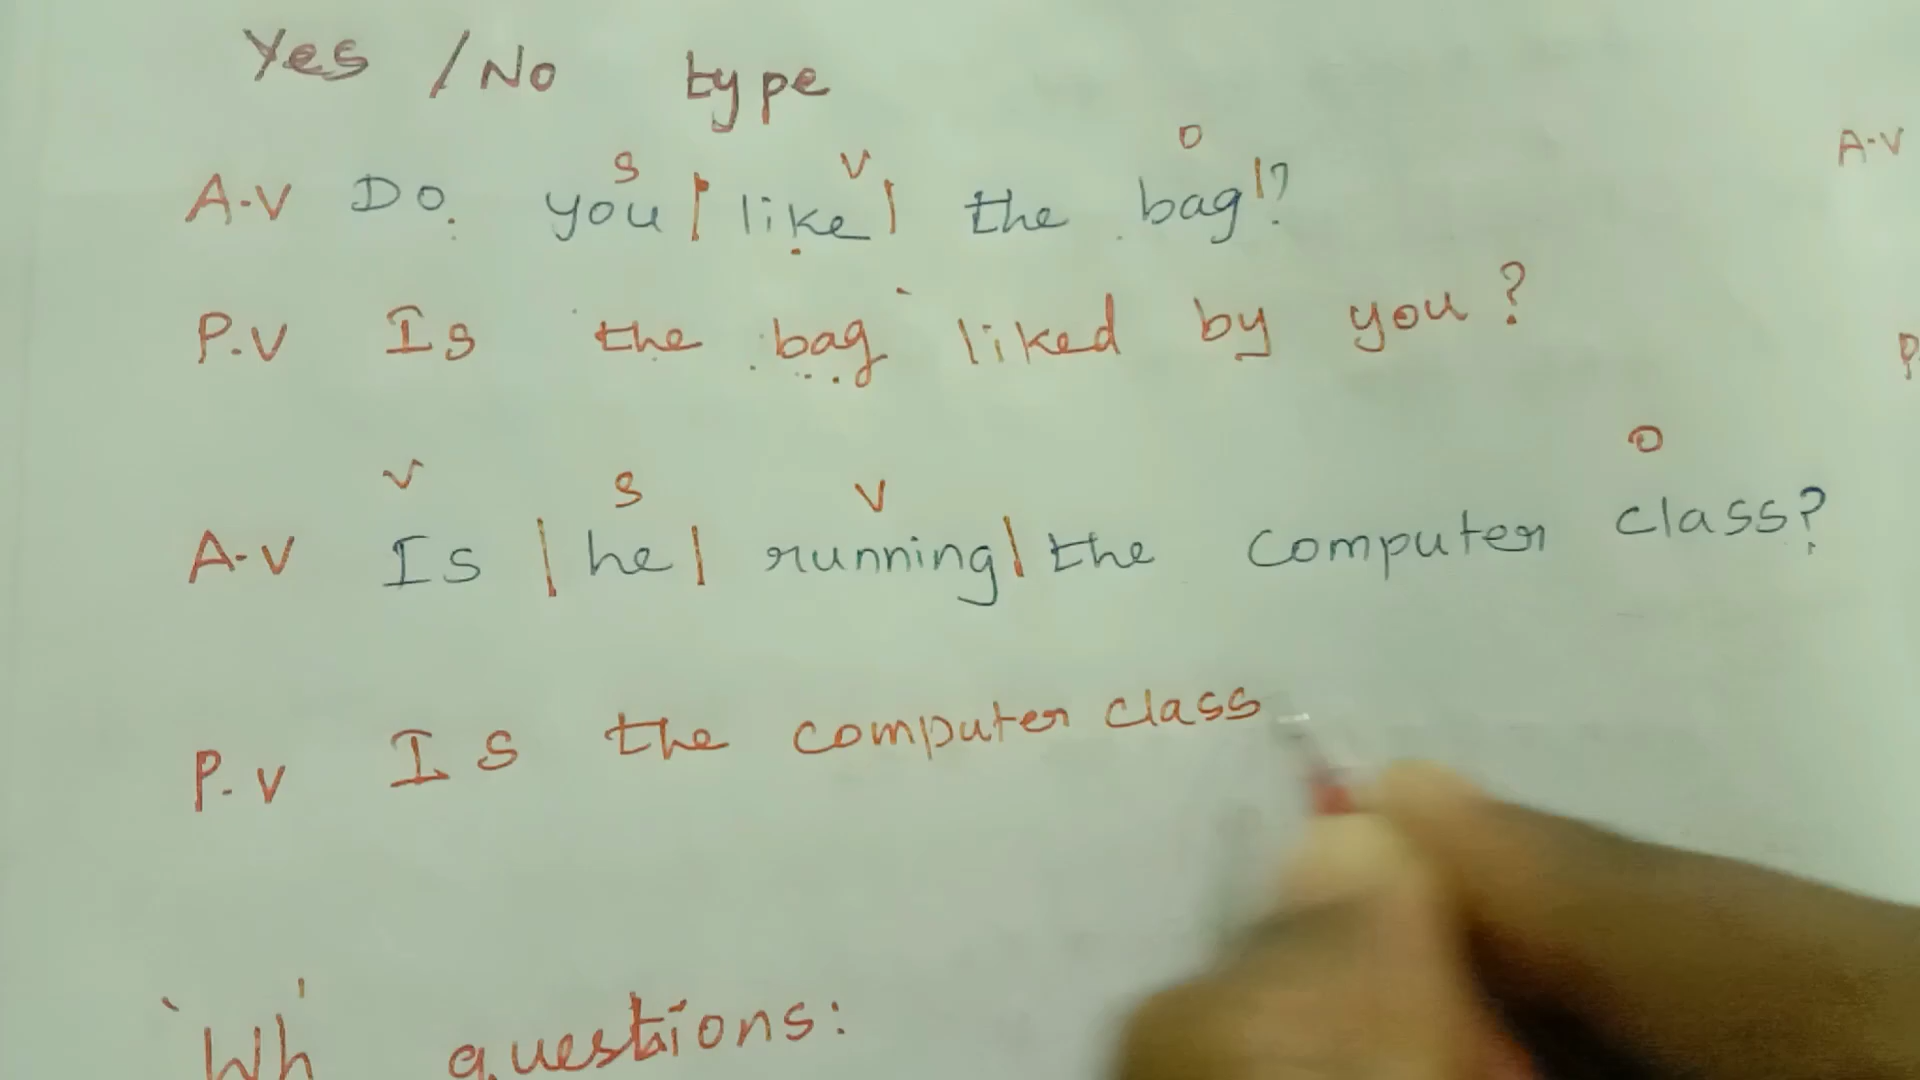 Yes / No type
S V O
A.V Do you | like | the bag | ?
P.V Is the bag liked by you ?
V S V O
A-V Is | he | running | the computer class?
P.V Is the computer class
'Wh' questions:
A-V
P